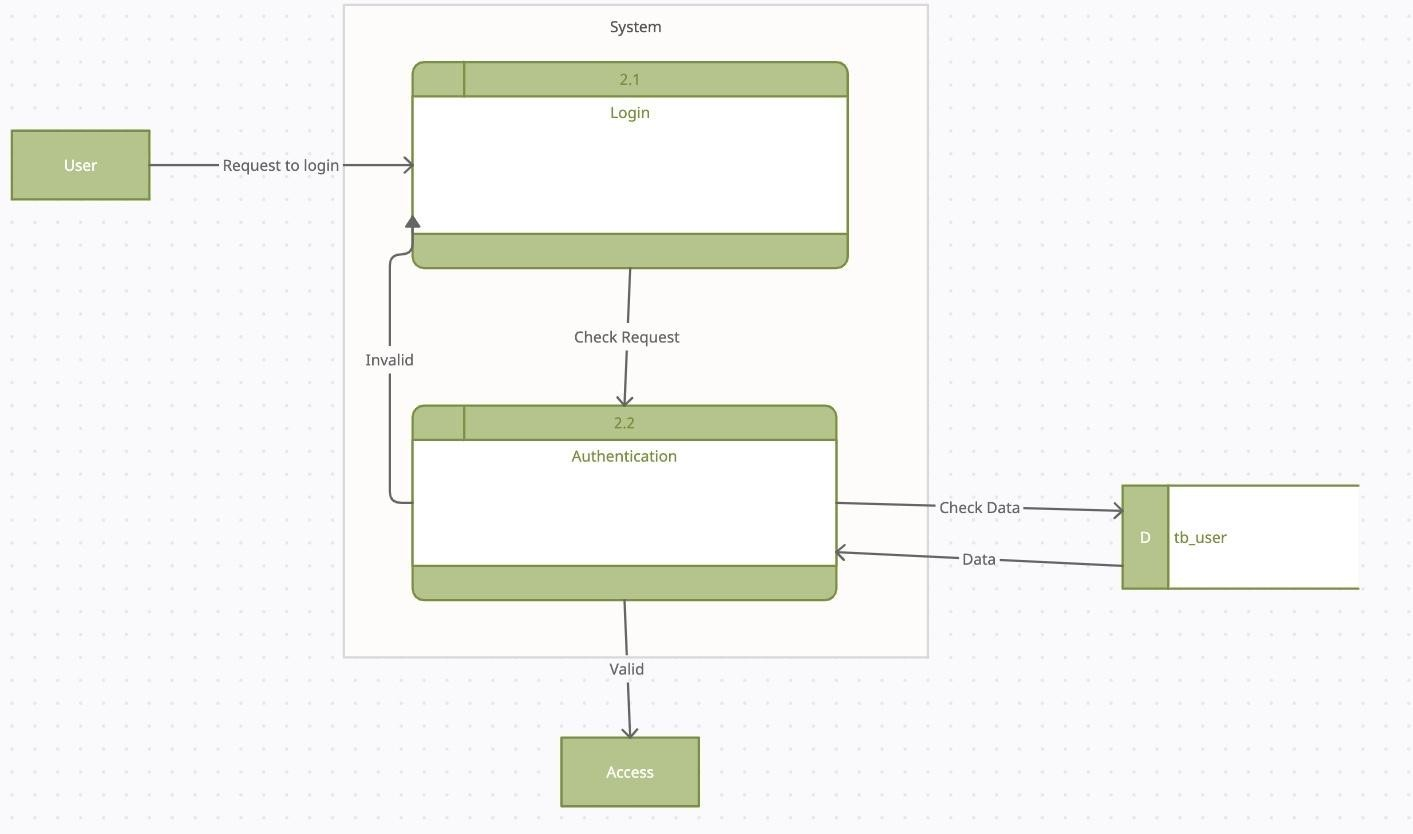 System
2.1
Login
User
Request to login
Check Request
Invalid
2.2
Authentication
Check Data
D
tb_user
Data
Valid
Access